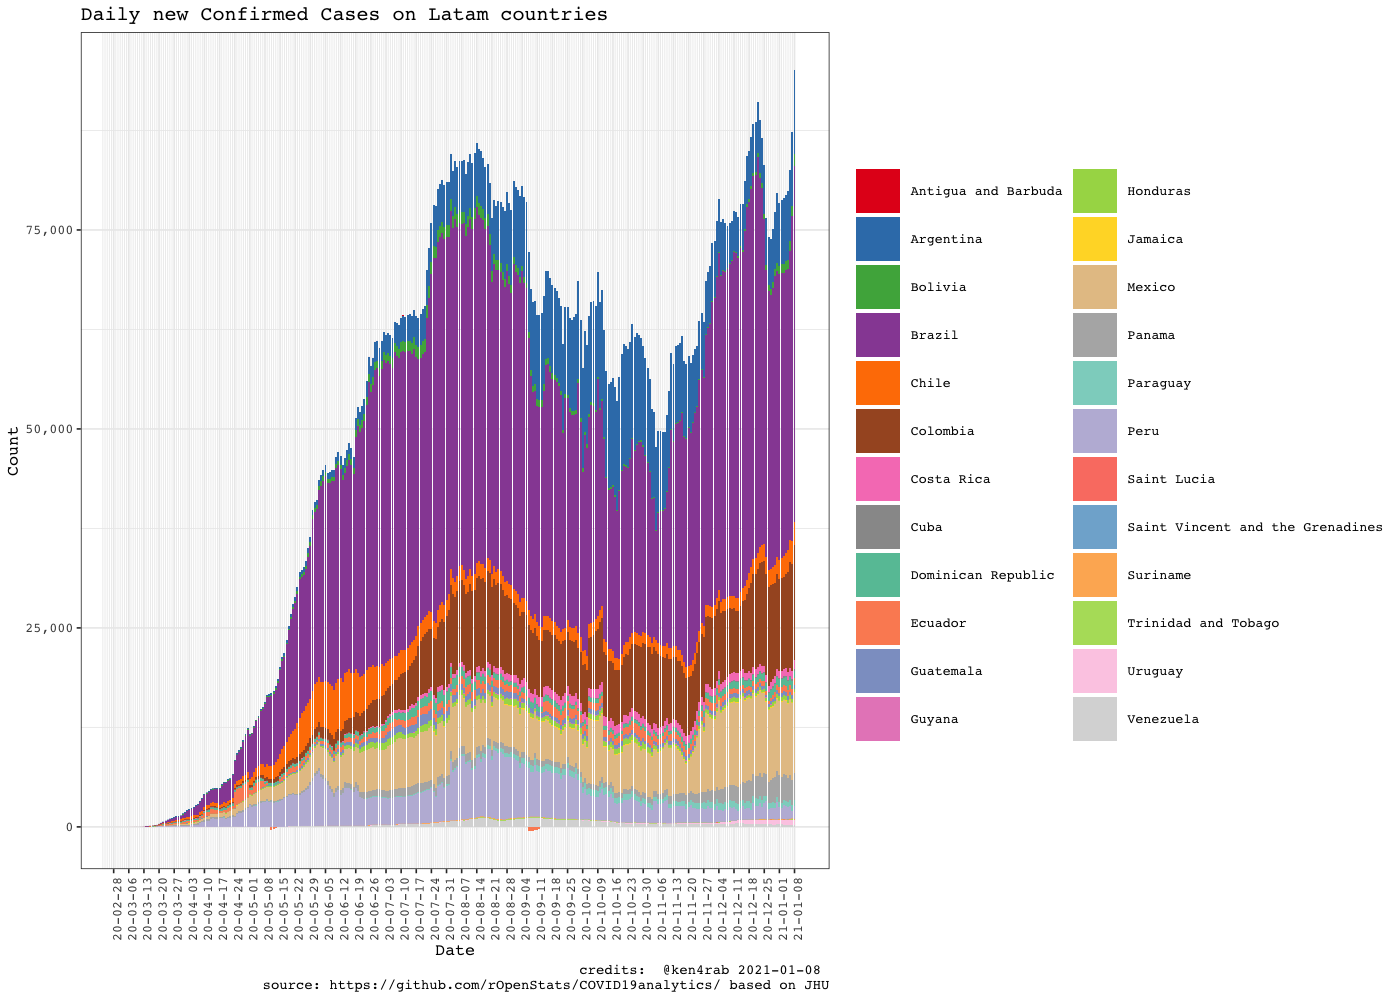 Daily new Confirmed Cases on Latam countries
Count
75,000
50,000
25,000
0
20-02-28
20-03-06
20-03-13
20-03-20
20-03-27
20-04-03
20-04-10
20-04-17
20-04-24
20-05-01
20-05-08
20-05-15
20-05-22
20-05-29
20-06-05
20-06-12
20-06-19
20-06-26
20-07-03
20-07-10
20-07-17
20-07-24
20-07-31
20-08-07
20-08-14
20-08-21
20-08-28
20-09-04
20-09-11
20-09-18
20-09-25
20-10-02
20-10-09
20-10-16
20-10-23
20-10-30
20-11-06
20-11-13
20-11-20
20-11-27
20-12-04
20-12-11
20-12-18
20-12-25
21-01-01
21-01-08
Date
Antigua and Barbuda
Argentina
Bolivia
Brazil
Chile
Colombia
Costa Rica
Cuba
Dominican Republic
Ecuador
Guatemala
Guyana
Honduras
Jamaica
Mexico
Panama
Paraguay
Peru
Saint Lucia
Saint Vincent and the Grenadines
Suriname
Trinidad and Tobago
Uruguay
Venezuela
credits:  @ken4rab 2021-01-08
source: https://github.com/rOpenStats/COVID19analytics/ based on JHU